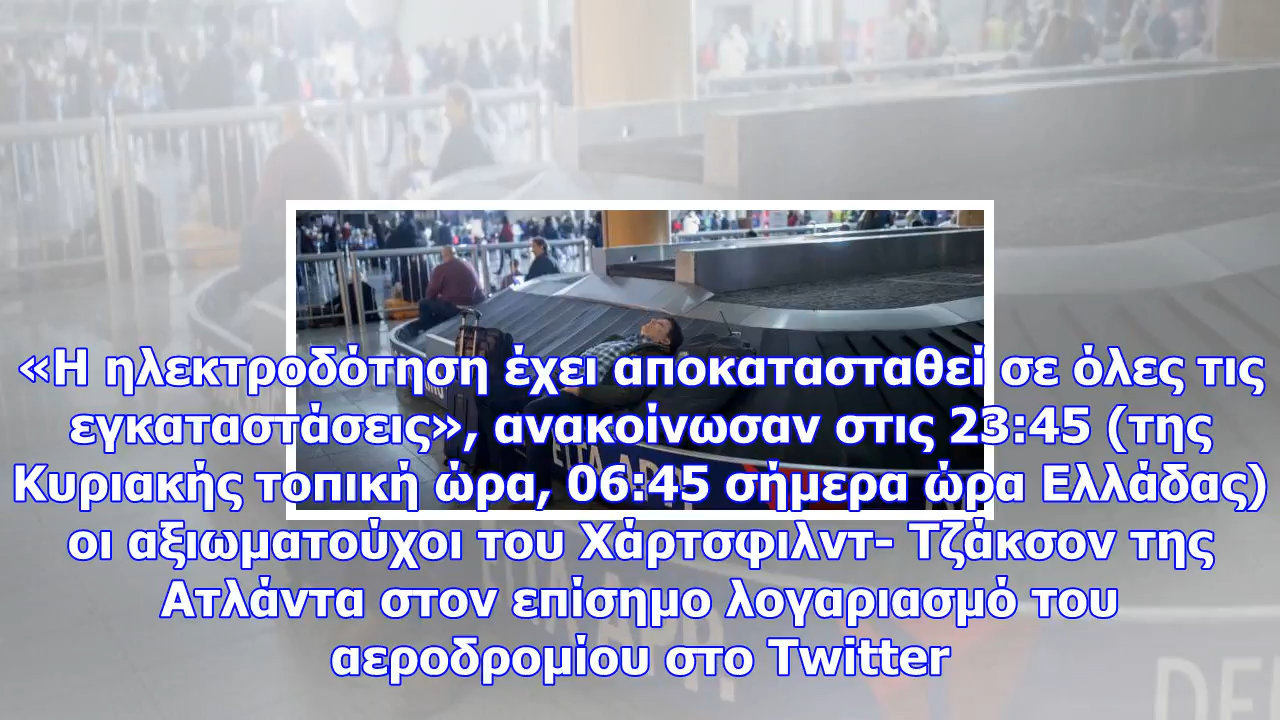 «Η ηλεκτροδότηση έχει αποκατασταθεί σε όλες τις
εγκαταστάσεις», ανακοίνωσαν στις 23:45 (της
Κυριακής τοπική ώρα, 06:45 σήμερα ώρα Ελλάδας)
οι αξιωματούχοι του Χάρτσφιλντ- Τζάκσον της
Ατλάντα στον επίσημο λογαριασμό του
αεροδρομίου στο Twitter